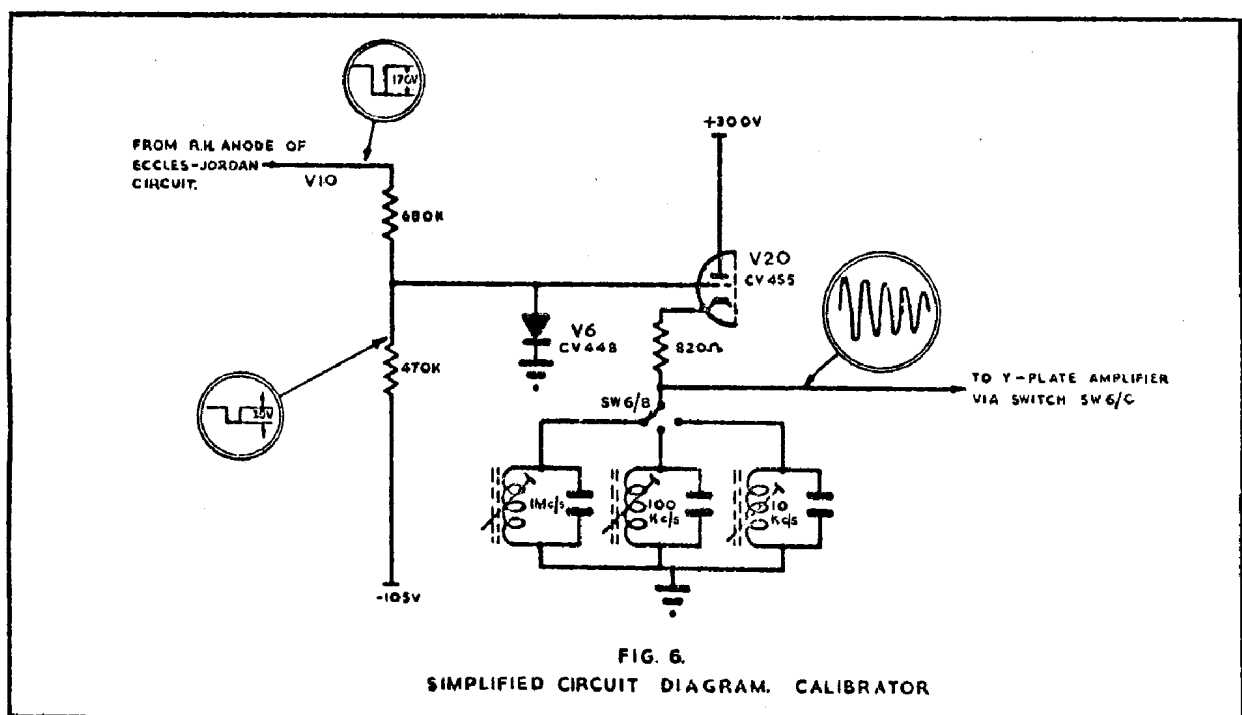 170V
+300V
FROM R.H. ANODE OF
ECCLES-JORDAN
CIRCUIT.
V10
680K
V20
CV455
V6
CV448
820Ω
470K
TO Y-PLATE AMPLIFIER
VIA SWITCH SW6/C
SW6/B
1Mc/s
100
Kc/s
10
Kc/s
-105V
FIG. 6.
SIMPLIFIED CIRCUIT DIAGRAM. CALIBRATOR